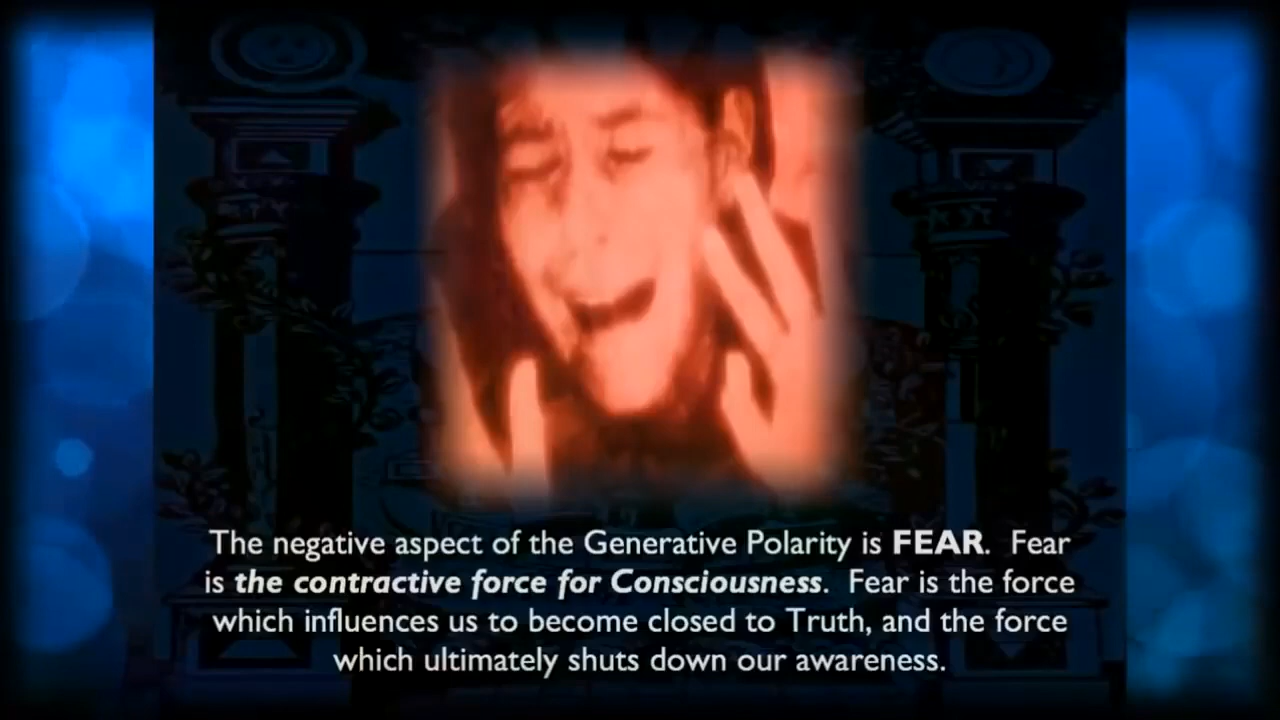 The negative aspect of the Generative Polarity is FEAR. Fear
is the contractive force for Consciousness. Fear is the force
which influences us to become closed to Truth, and the force
which ultimately shuts down our awareness.